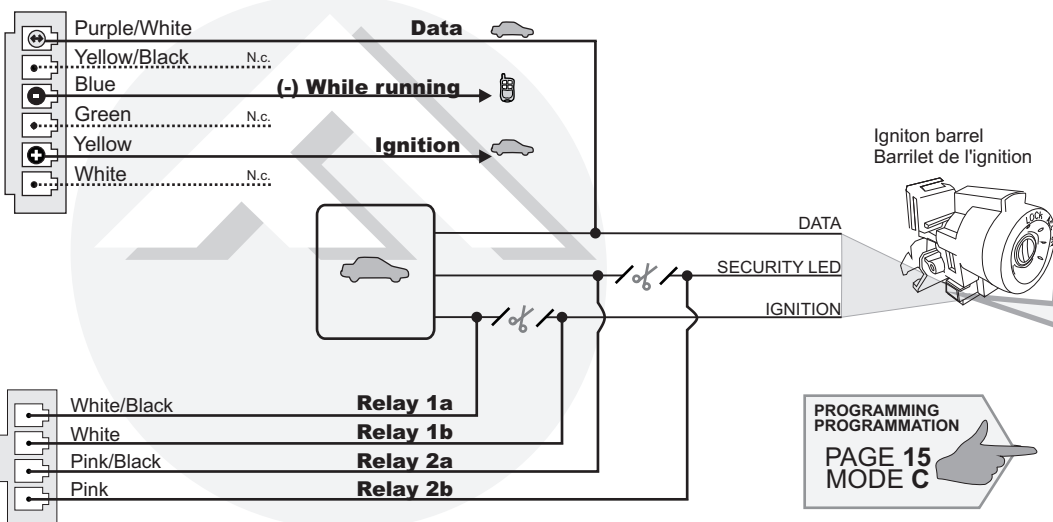 Purple/White Data
Yellow/Black N.c.
Blue (-) While running
Green N.c.
Yellow Ignition
White N.c.
Igniton barrel
Barrilet de l'ignition
LOCK
DATA
SECURITY LED
IGNITION
White/Black Relay 1a
White Relay 1b
Pink/Black Relay 2a
Pink Relay 2b
PROGRAMMING
PROGRAMMATION
PAGE 15
MODE C